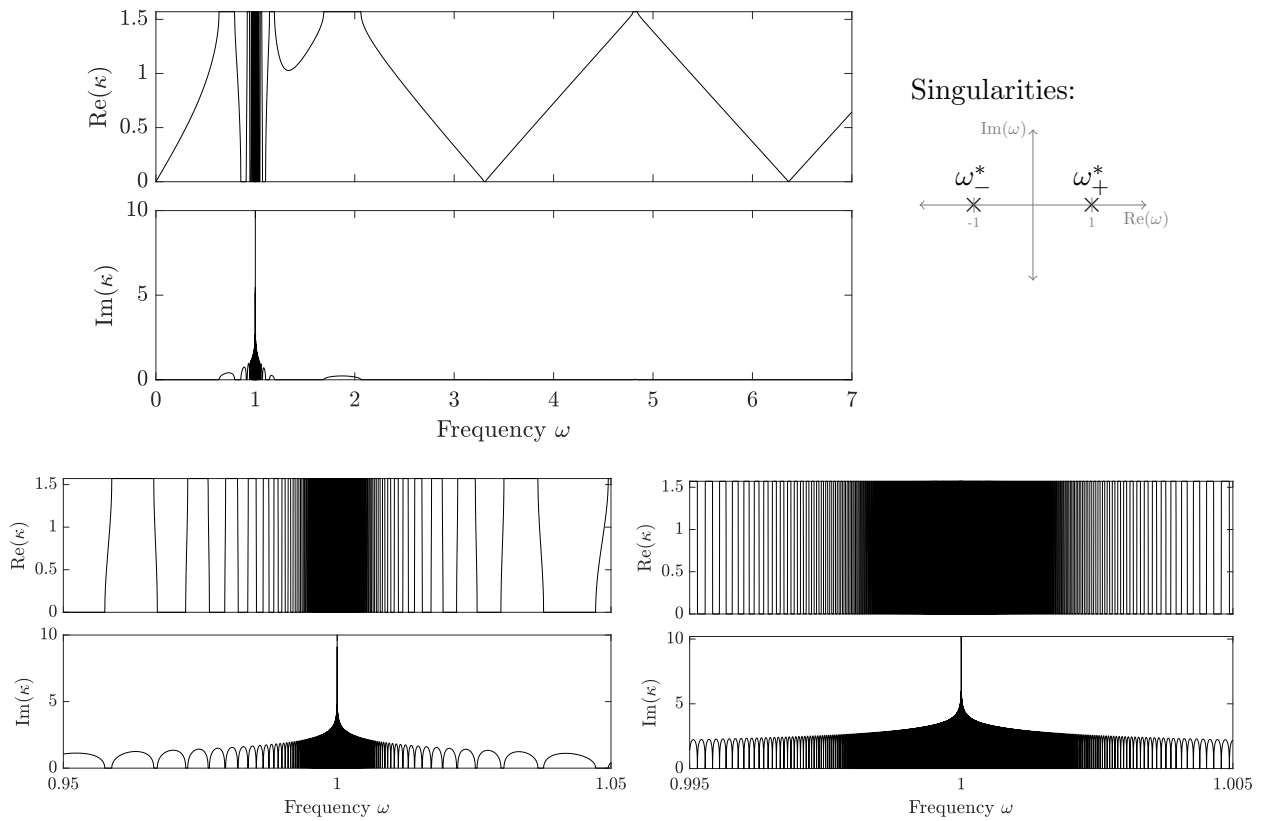 1.5
1
0.5
0
Re(κ)
10
5
0
Im(κ)
0 1 2 3 4 5 6 7
Frequency ω
Singularities:
Im(ω)
ω*₋ ω*₊
-1 1
Re(ω)
1.5
1
0.5
0
Re(κ)
10
5
0
Im(κ)
0.95 1 1.05
Frequency ω
1.5
1
0.5
0
Re(κ)
10
5
0
Im(κ)
0.995 1 1.005
Frequency ω